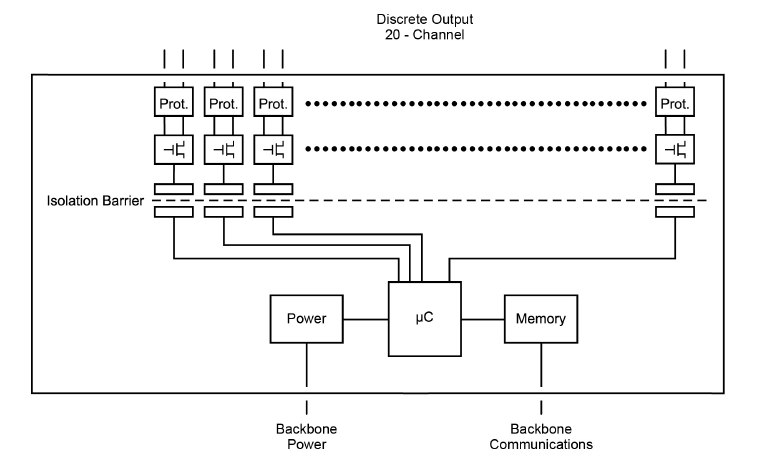 Discrete Output
20 - Channel
Prot. Prot. Prot. Prot.
Isolation Barrier
Power µC Memory
Backbone Power
Backbone Communications